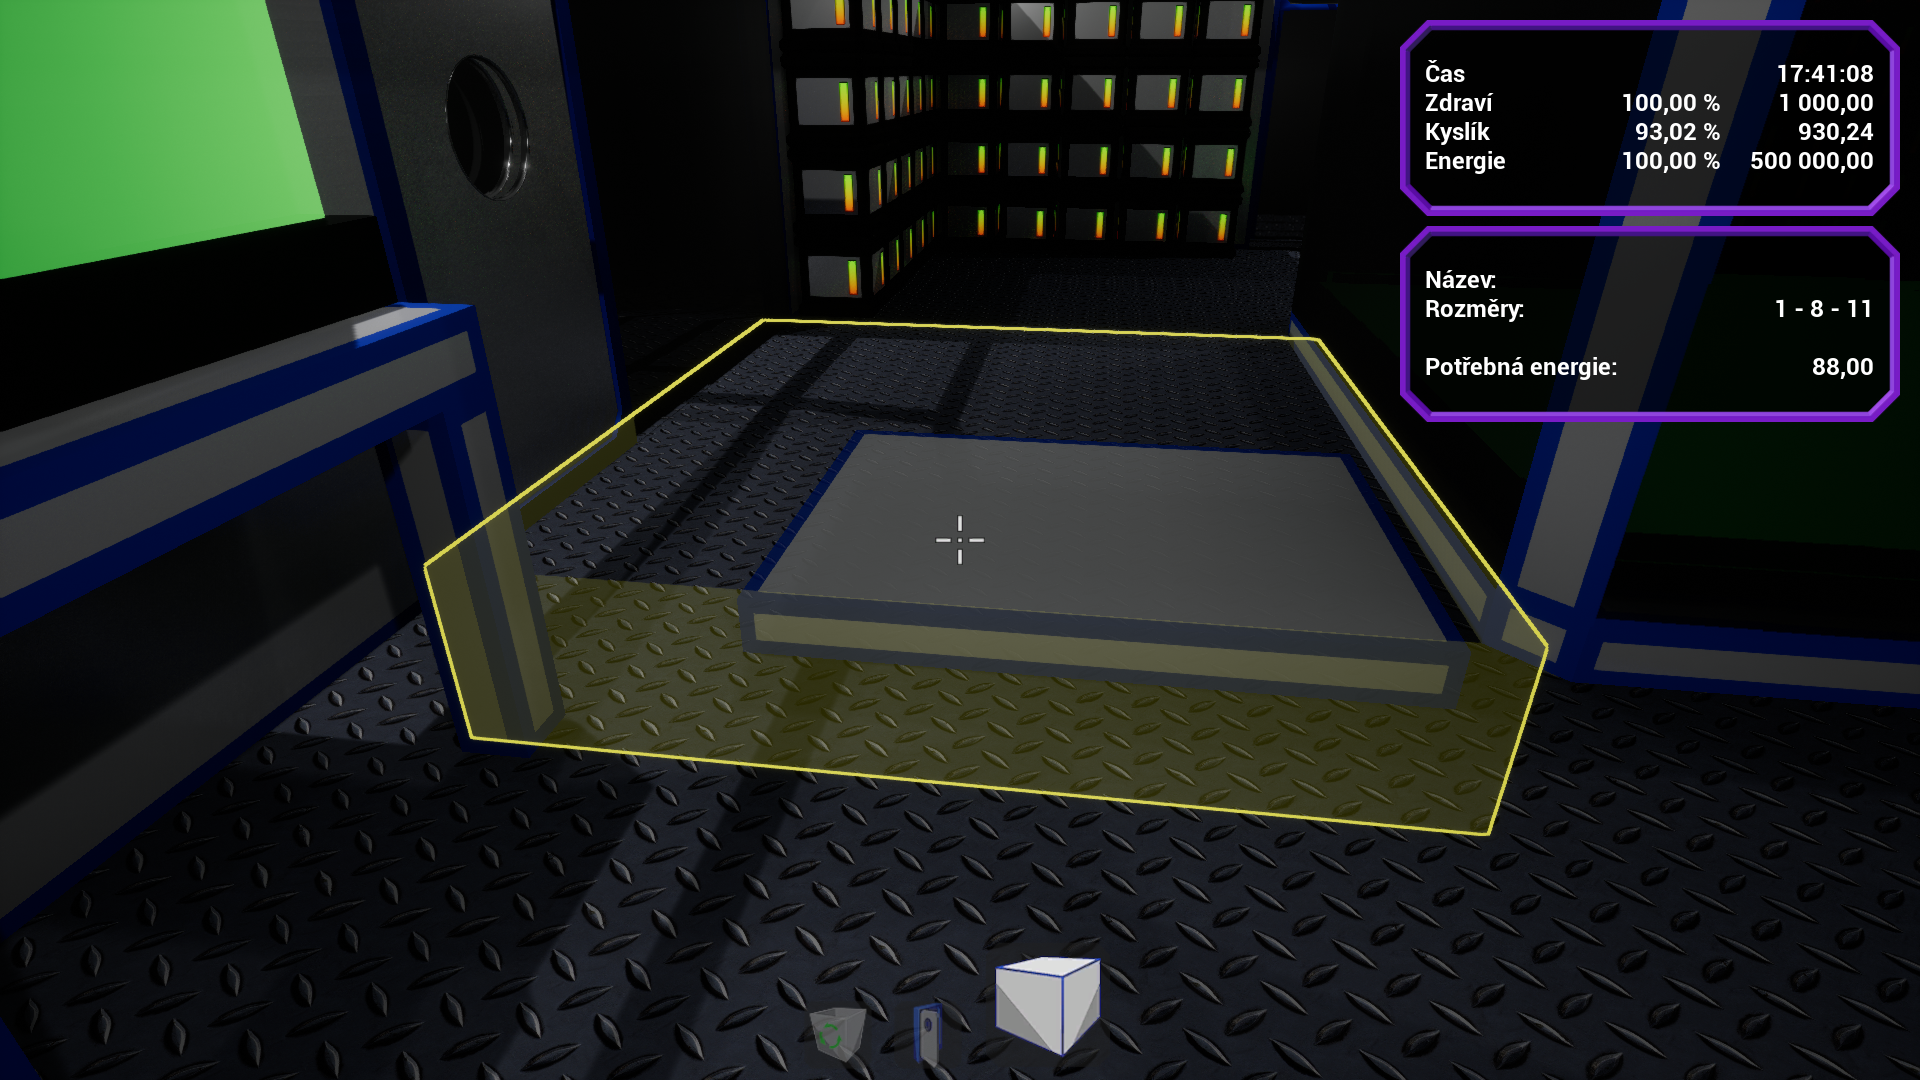 Čas 17:41:08
Zdraví 100,00 % 1 000,00
Kyslík 93,02 % 930,24
Energie 100,00 % 500 000,00
Název:
Rozměry: 1 - 8 - 11
Potřebná energie: 88,00